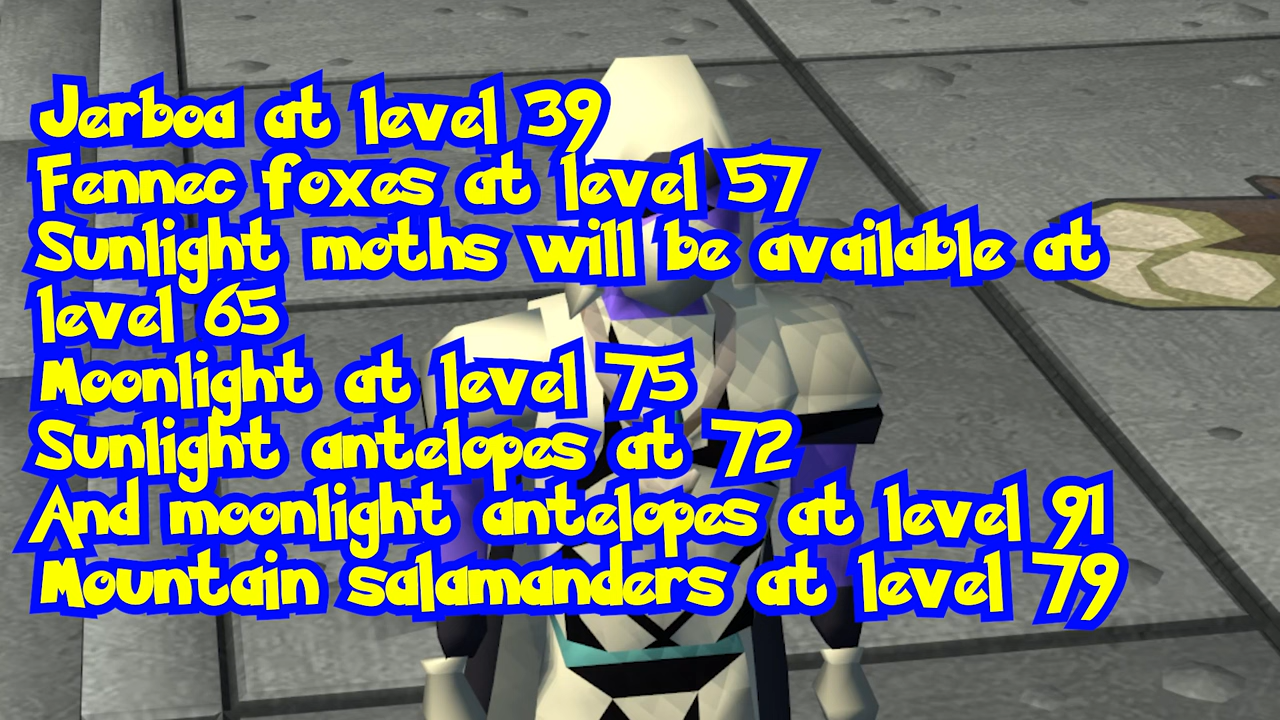 Jerboa at level 39
Fennec foxes at level 57
Sunlight moths will be available at
level 65
Moonlight at level 75
Sunlight antelopes at 72
And moonlight antelopes at level 91
Mountain salamanders at level 79